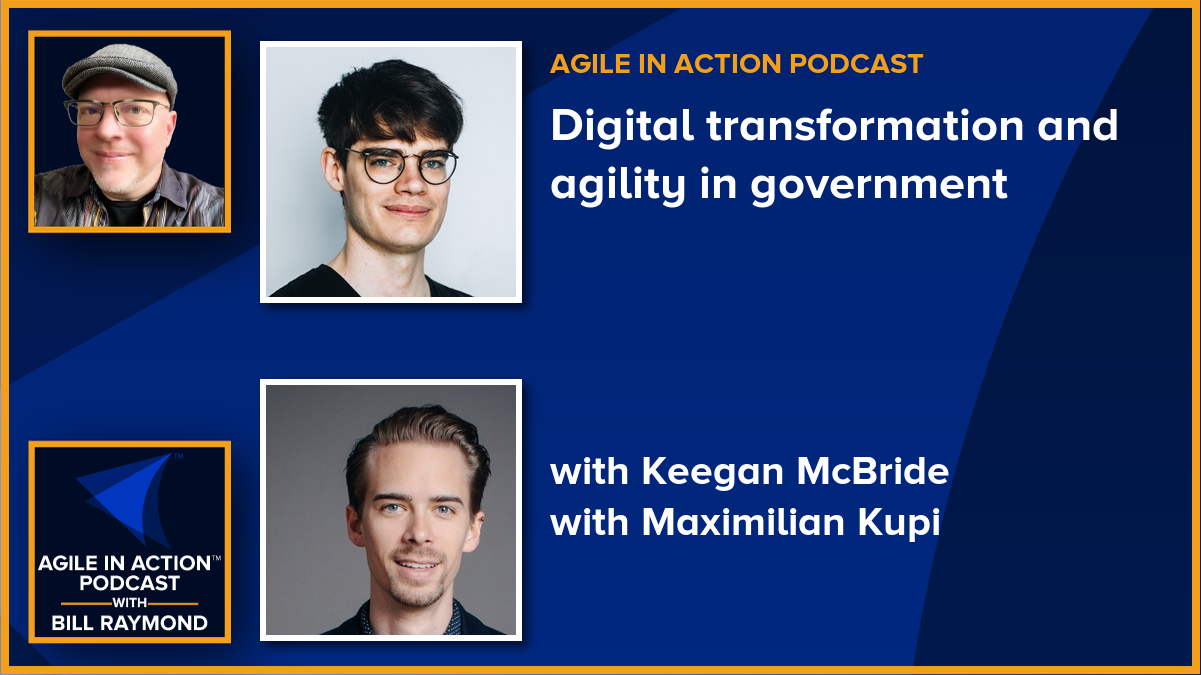 AGILE IN ACTION PODCAST
Digital transformation and
agility in government
with Keegan McBride
with Maximilian Kupi
TM
AGILE IN ACTION™
PODCAST
WITH
BILL RAYMOND